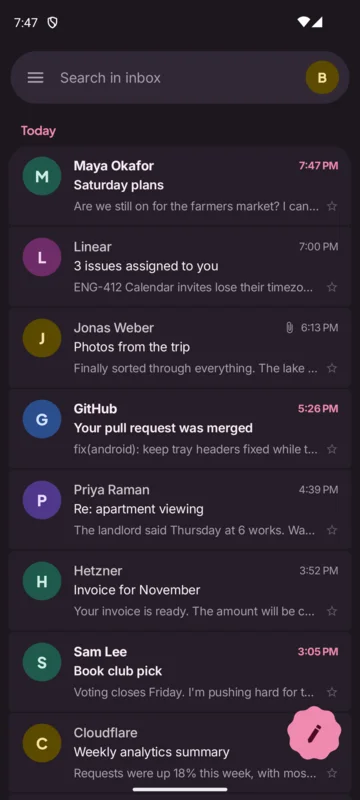 7:47
Search in inbox
B
Today
M
Maya Okafor
7:47 PM
Saturday plans
Are we still on for the farmers market? I can...
L
Linear
7:00 PM
3 issues assigned to you
ENG-412 Calendar invites lose their timezo...
J
Jonas Weber
6:13 PM
Photos from the trip
Finally sorted through everything. The lake ...
G
GitHub
5:26 PM
Your pull request was merged
fix(android): keep tray headers fixed while t...
P
Priya Raman
4:39 PM
Re: apartment viewing
The landlord said Thursday at 6 works. Wa...
H
Hetzner
3:52 PM
Invoice for November
Your invoice is ready. The amount will be c...
S
Sam Lee
3:05 PM
Book club pick
Voting closes Friday. I'm pushing hard for t...
C
Cloudflare
Weekly analytics summary
Requests were up 18% this week, with mos...